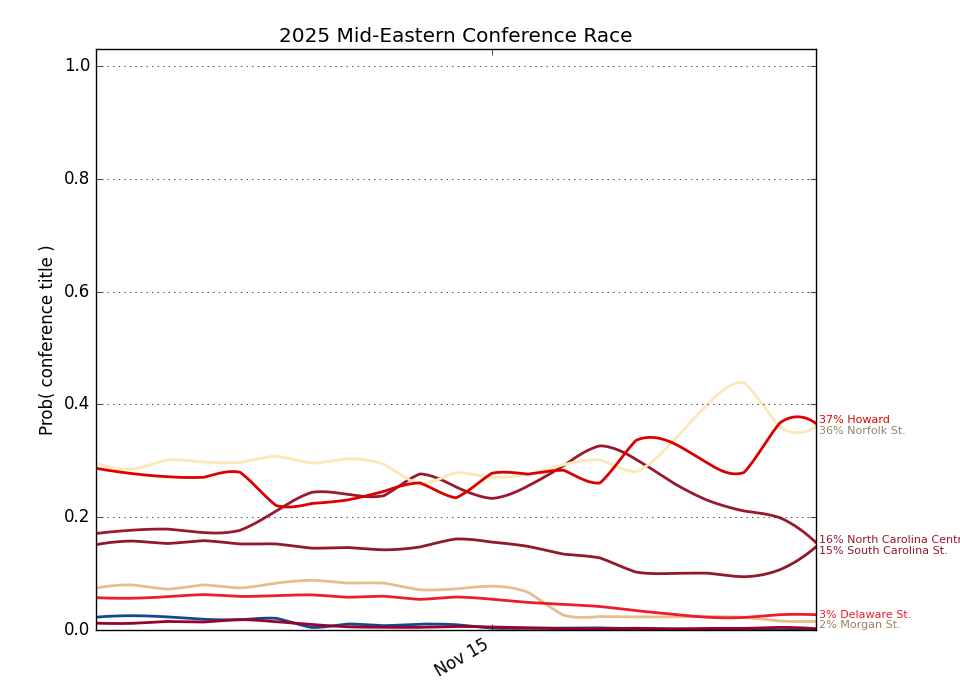 2025 Mid-Eastern Conference Race
Prob( conference title )
1.0
0.8
0.6
0.4
0.2
0.0
37% Howard
36% Norfolk St.
16% North Carolina Centr
15% South Carolina St.
3% Delaware St.
2% Morgan St.
Nov 15